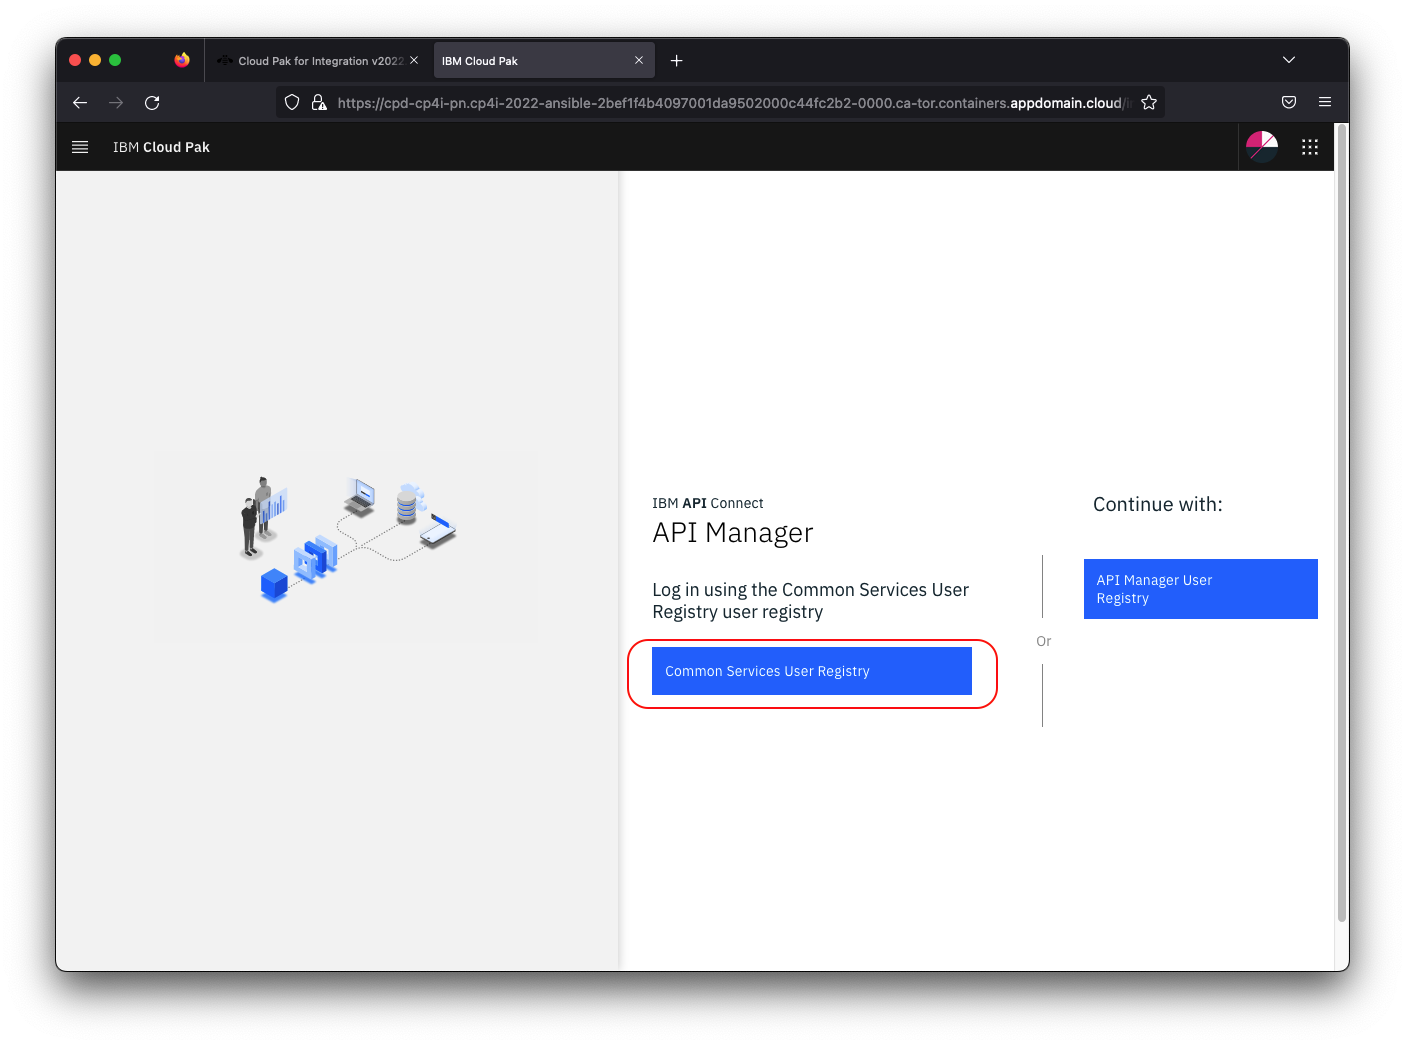 Cloud Pak for Integration v2022
IBM Cloud Pak
https://cpd-cp4i-pn.cp4i-2022-ansible-2bef1f4b4097001da9502000c44fc2b2-0000.ca-tor.containers.appdomain.cloud/
IBM Cloud Pak
IBM API Connect
API Manager
Log in using the Common Services User
Registry user registry
Common Services User Registry
Or
Continue with:
API Manager User
Registry